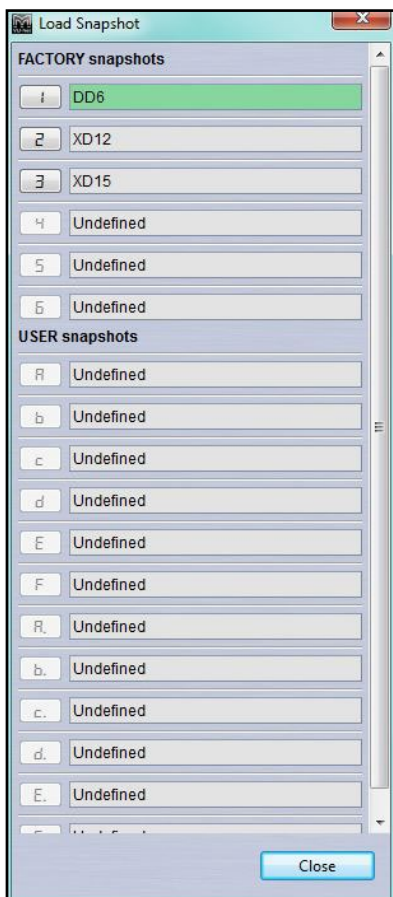 Load Snapshot
FACTORY snapshots
1 DD6
2 XD12
3 XD15
4 Undefined
5 Undefined
6 Undefined
USER snapshots
A Undefined
b Undefined
c Undefined
d Undefined
E Undefined
F Undefined
A. Undefined
b. Undefined
c. Undefined
d. Undefined
E. Undefined
Close